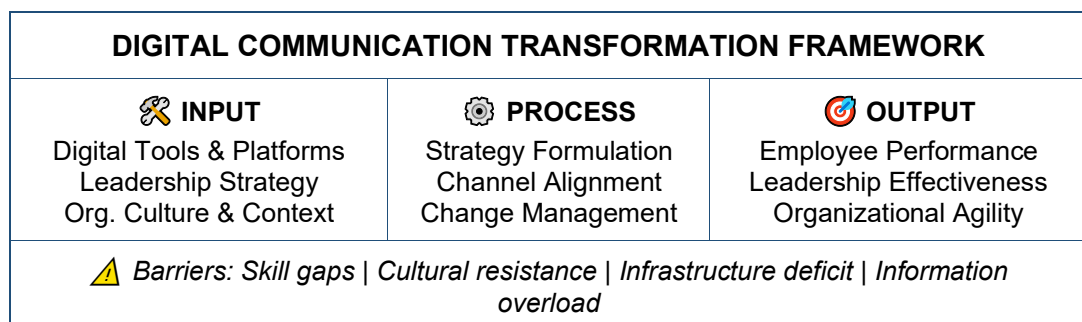 DIGITAL COMMUNICATION TRANSFORMATION FRAMEWORK
INPUT
Digital Tools & Platforms
Leadership Strategy
Org. Culture & Context
PROCESS
Strategy Formulation
Channel Alignment
Change Management
OUTPUT
Employee Performance
Leadership Effectiveness
Organizational Agility
Barriers: Skill gaps | Cultural resistance | Infrastructure deficit | Information
overload